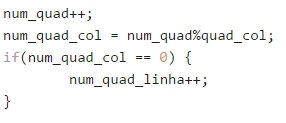 num_quad++;
num_quad_col = num_quad%quad_col;
if(num_quad_col == 0) {
        num_quad_linha++;
}